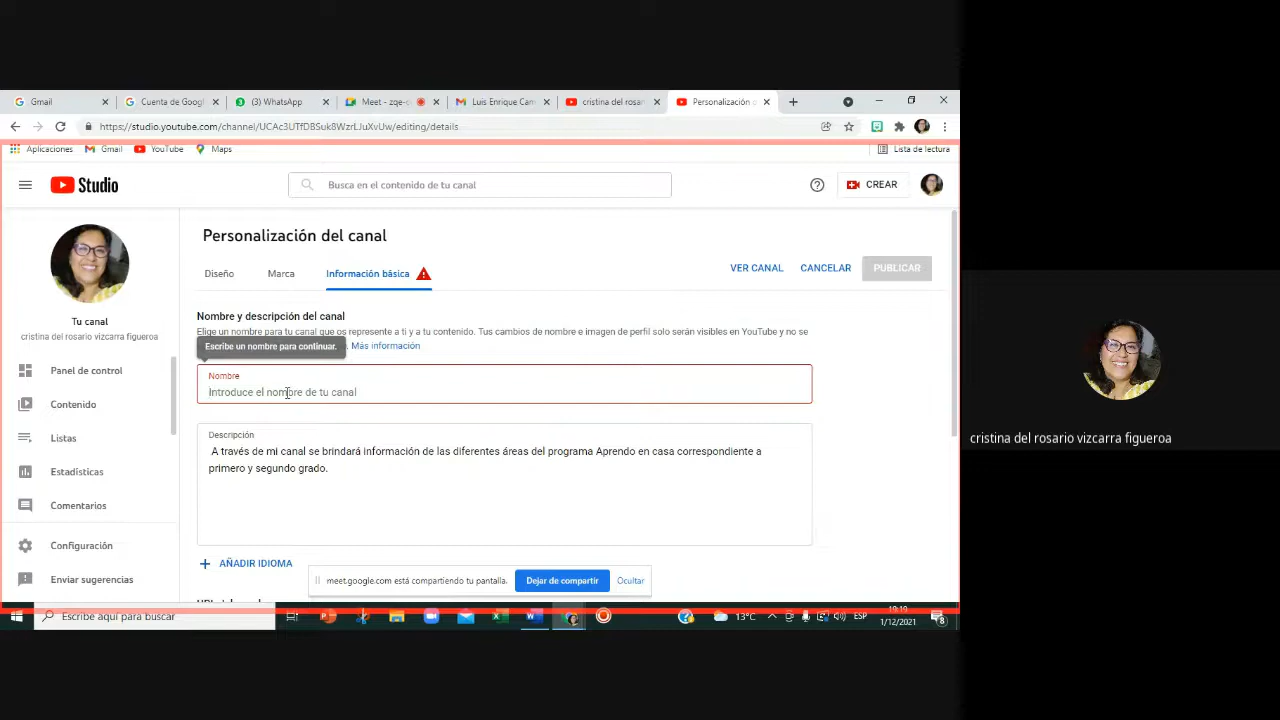 Gmail
Cuenta de Googl
(3) WhatsApp
Meet - zqe-
Luis Enrique Cam
cristina del rosar
Personalización
https://studio.youtube.com/channel/UCAc3UTfDBSuk8WzrLJuXvUw/editing/details
Aplicaciones
Gmail
YouTube
Maps
Lista de lectura
Studio
Busca en el contenido de tu canal
CREAR
Personalización del canal
Diseño
Marca
Información básica
VER CANAL
CANCELAR
PUBLICAR
Tu canal
cristina del rosario vizcarra figueroa
Panel de control
Contenido
Listas
Estadísticas
Comentarios
Configuración
Enviar sugerencias
Nombre y descripción del canal
Elige un nombre para tu canal que os represente a ti y a tu contenido. Tus cambios de nombre e imagen de perfil solo serán visibles en YouTube y no se
Escribe un nombre para continuar.
Más información
Nombre
Introduce el nombre de tu canal
Descripción
A través de mi canal se brindará información de las diferentes áreas del programa Aprendo en casa correspondiente a
primero y segundo grado.
AÑADIR IDIOMA
meet.google.com está compartiendo tu pantalla.
Dejar de compartir
Ocultar
Escribe aquí para buscar
13°C
ESP
19:19
1/12/2021
8
cristina del rosario vizcarra figueroa